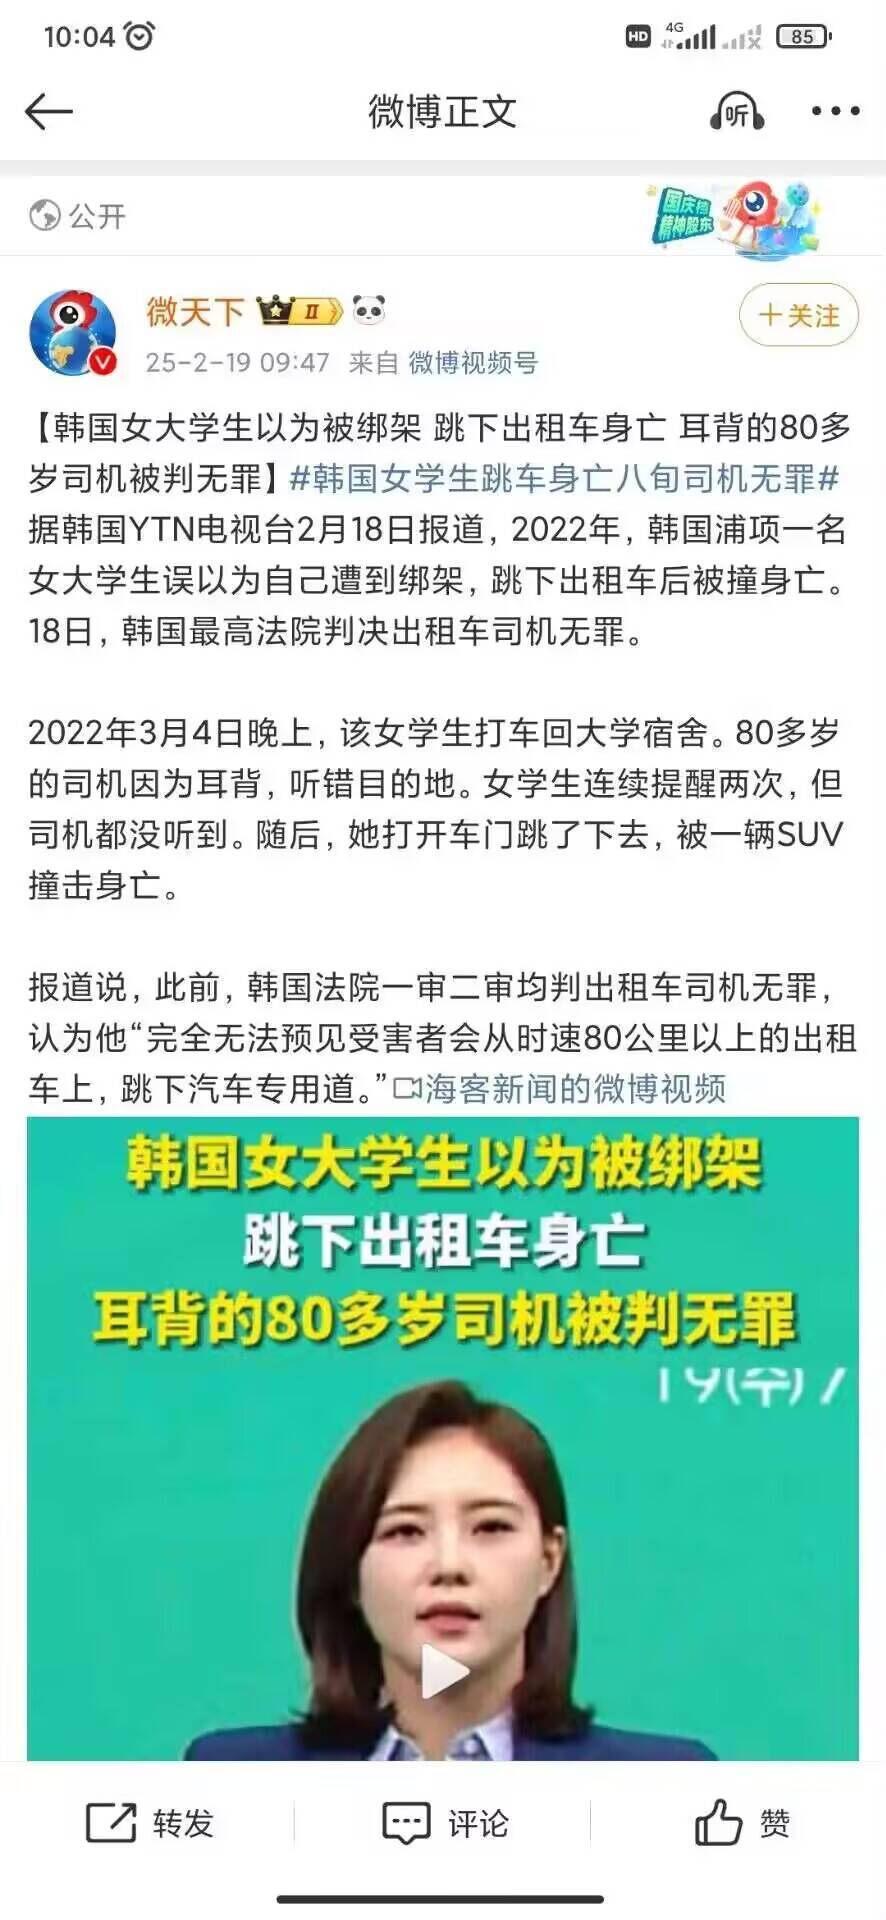 10:04
HD 4G 85
微博正文
听
公开
国庆档
精神股东
微天下 II
+关注
25-2-19 09:47 来自 微博视频号
【韩国女大学生以为被绑架 跳下出租车身亡 耳背的80多
岁司机被判无罪】#韩国女学生跳车身亡八旬司机无罪#
据韩国YTN电视台2月18日报道，2022年，韩国浦项一名
女大学生误以为自己遭到绑架，跳下出租车后被撞身亡。
18日，韩国最高法院判决出租车司机无罪。
2022年3月4日晚上，该女学生打车回大学宿舍。80多岁
的司机因为耳背，听错目的地。女学生连续提醒两次，但
司机都没听到。随后，她打开车门跳了下去，被一辆SUV
撞击身亡。
报道说，此前，韩国法院一审二审均判出租车司机无罪，
认为他“完全无法预见受害者会从时速80公里以上的出租
车上，跳下汽车专用道。”海客新闻的微博视频
韩国女大学生以为被绑架
跳下出租车身亡
耳背的80多岁司机被判无罪
19(수) 7
转发
评论
赞